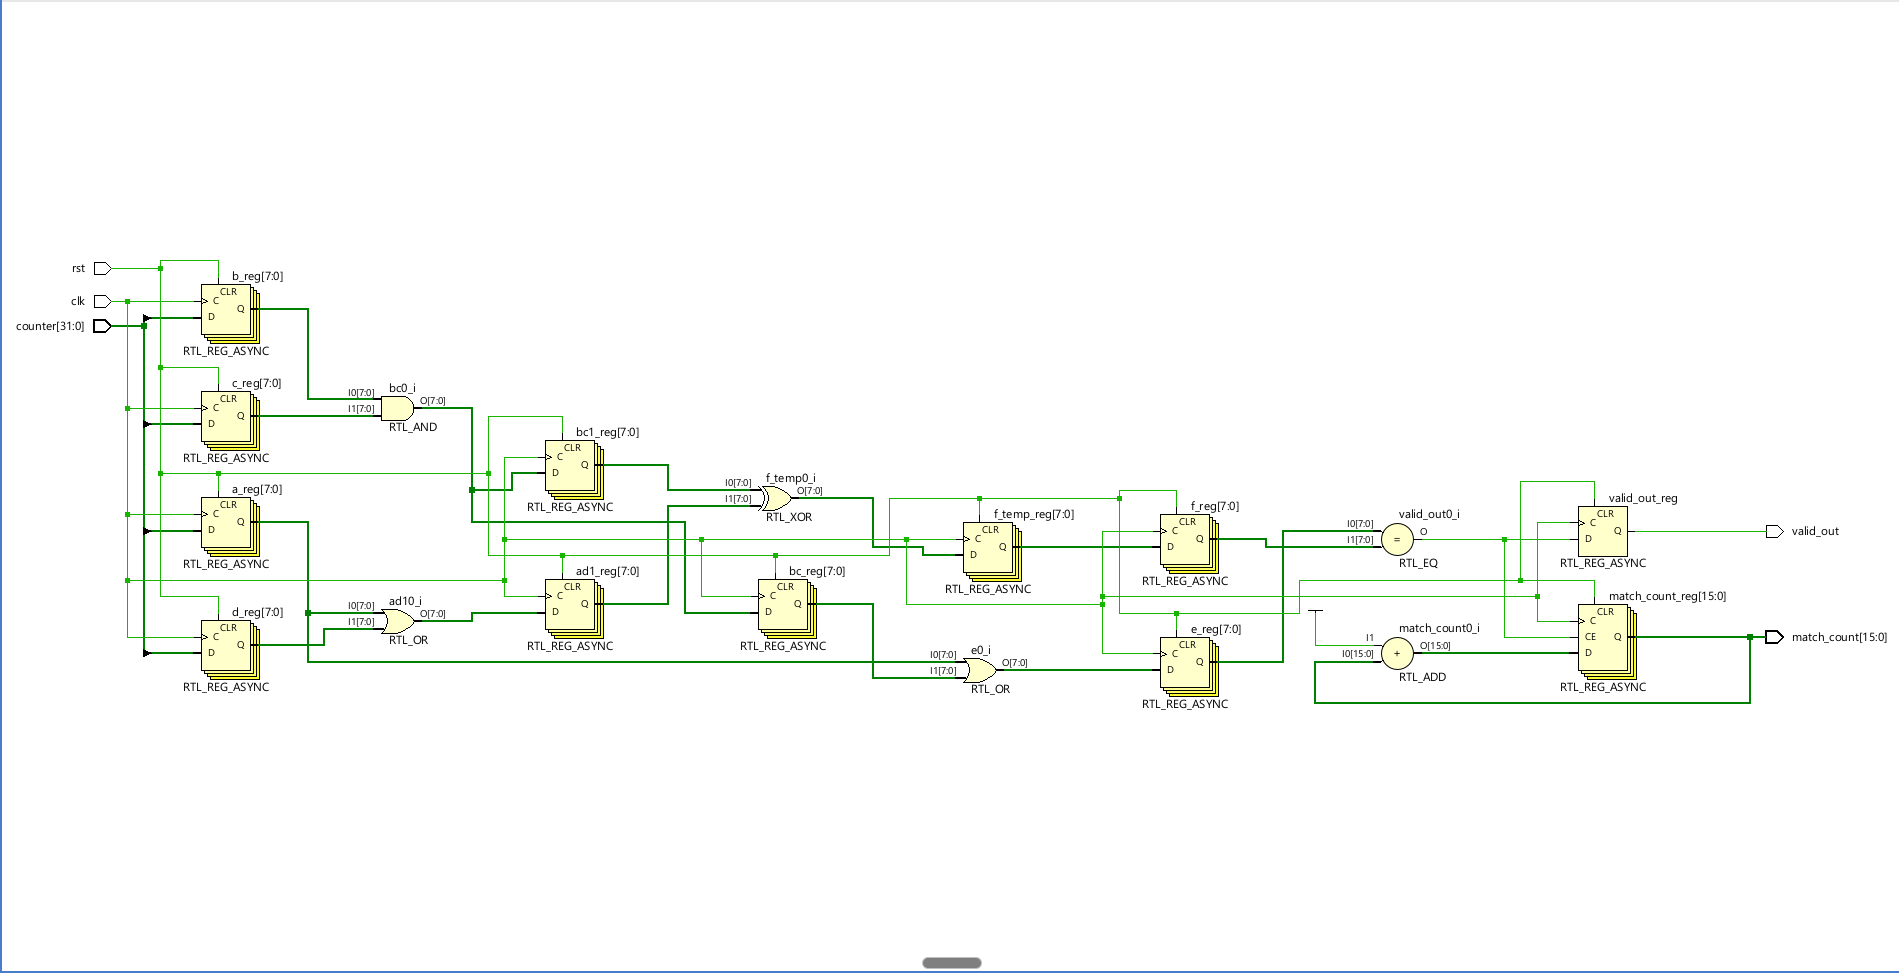 rst
clk
counter[31:0]
b_reg[7:0]
CLR
C
D
Q
RTL_REG_ASYNC
c_reg[7:0]
CLR
C
D
Q
RTL_REG_ASYNC
a_reg[7:0]
CLR
C
D
Q
RTL_REG_ASYNC
d_reg[7:0]
CLR
C
D
Q
RTL_REG_ASYNC
bc0_i
I0[7:0]
I1[7:0]
O[7:0]
RTL_AND
ad10_i
I0[7:0]
I1[7:0]
O[7:0]
RTL_OR
bc1_reg[7:0]
CLR
C
D
Q
RTL_REG_ASYNC
ad1_reg[7:0]
CLR
C
D
Q
RTL_REG_ASYNC
f_temp0_i
I0[7:0]
I1[7:0]
O[7:0]
RTL_XOR
bc_reg[7:0]
CLR
C
D
Q
RTL_REG_ASYNC
f_temp_reg[7:0]
CLR
C
D
Q
RTL_REG_ASYNC
e0_i
I0[7:0]
I1[7:0]
O[7:0]
RTL_OR
f_reg[7:0]
CLR
C
D
Q
RTL_REG_ASYNC
e_reg[7:0]
CLR
C
D
Q
RTL_REG_ASYNC
valid_out0_i
I0[7:0]
I1[7:0]
=
O
RTL_EQ
match_count0_i
I1
I0[15:0]
+
O[15:0]
RTL_ADD
valid_out_reg
CLR
C
D
Q
RTL_REG_ASYNC
match_count_reg[15:0]
CLR
C
CE
D
Q
RTL_REG_ASYNC
valid_out
match_count[15:0]